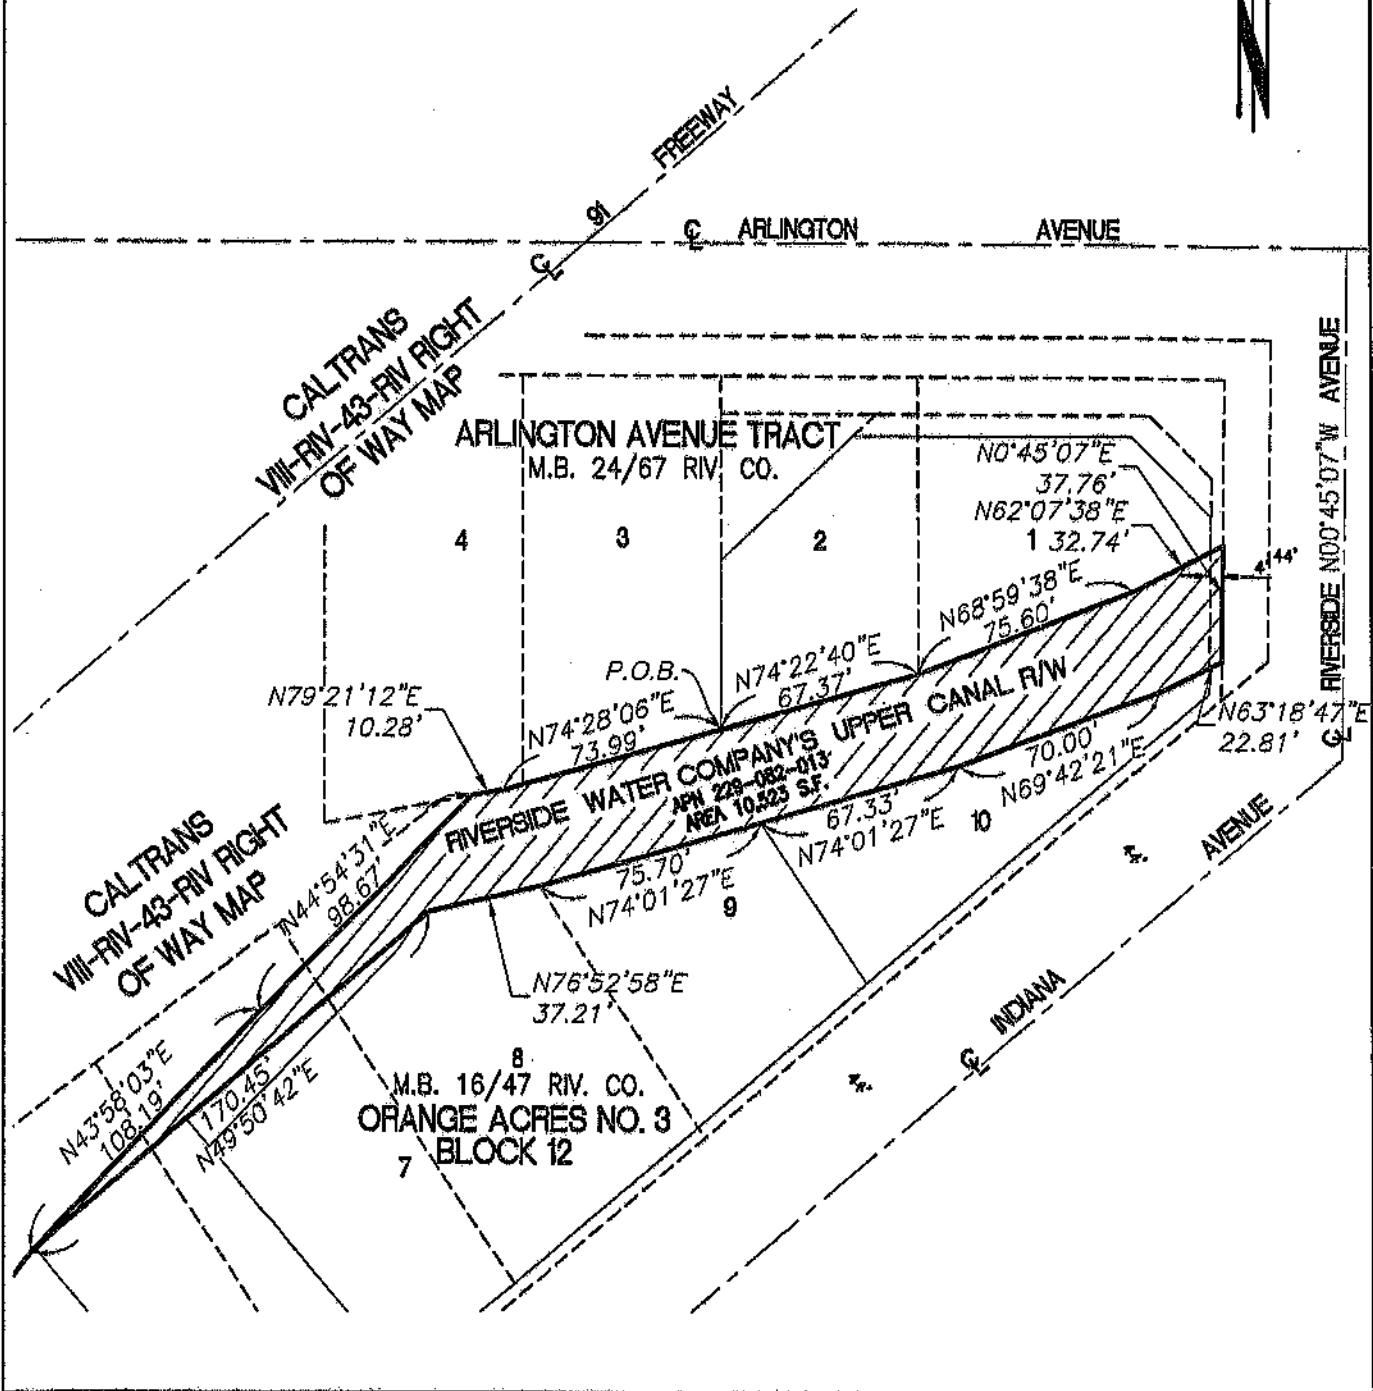 N
FREEWAY
91
CL ARLINGTON AVENUE
CL
CALTRANS
VIII-RIV-43-RIV RIGHT
OF WAY MAP
RIVERSIDE N00°45'07"W AVENUE
CL
ARLINGTON AVENUE TRACT
M.B. 24/67 RIV. CO.
N0°45'07"E
37.76'
N62°07'38"E
32.74'
4
3
2
1
4'
44'
N68°59'38"E
75.60'
P.O.B.
N74°22'40"E
67.37'
N79°21'12"E
10.28'
N74°28'06"E
73.99'
RIVERSIDE WATER COMPANY'S UPPER CANAL R/W
APN 229-082-013
AREA 10,523 S.F.
N63°18'47"E
22.81'
70.00'
N69°42'21"E
67.33'
N74°01'27"E
10
75.70'
N74°01'27"E
9
AVENUE
CALTRANS
VIII-RIV-43-RIV RIGHT
OF WAY MAP
N44°54'31"E
98.67'
N76°52'58"E
37.21'
INDIANA
CL
8
M.B. 16/47 RIV. CO.
ORANGE ACRES NO. 3
BLOCK 12
7
N43°58'03"E
108.19'
170.45'
N49°50'42"E